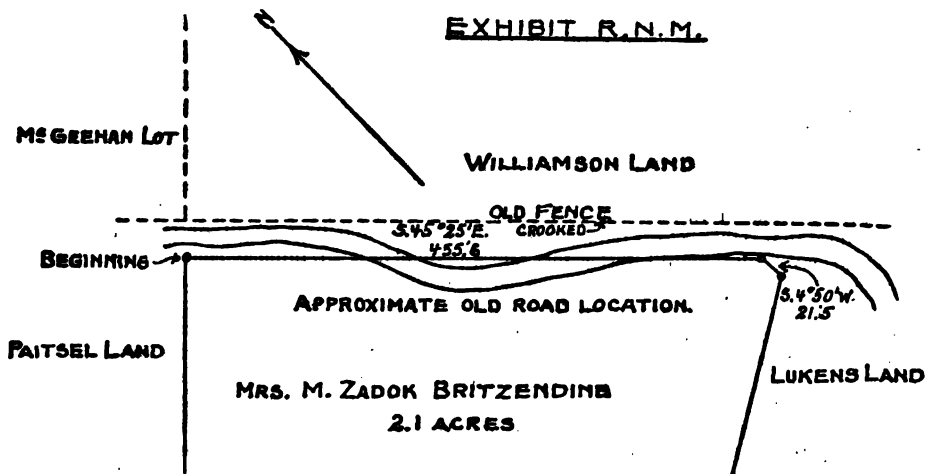 EXHIBIT R.N.M.
N
McGEEHAN LOT
WILLIAMSON LAND
OLD FENCE
CROOKED
S.45°25'E.
455.'6
BEGINNING
APPROXIMATE OLD ROAD LOCATION.
S.4°50'W.
21.'5
PAITSEL LAND
LUKENS LAND
MRS. M. ZADOK BRITZENDINE
2.1 ACRES